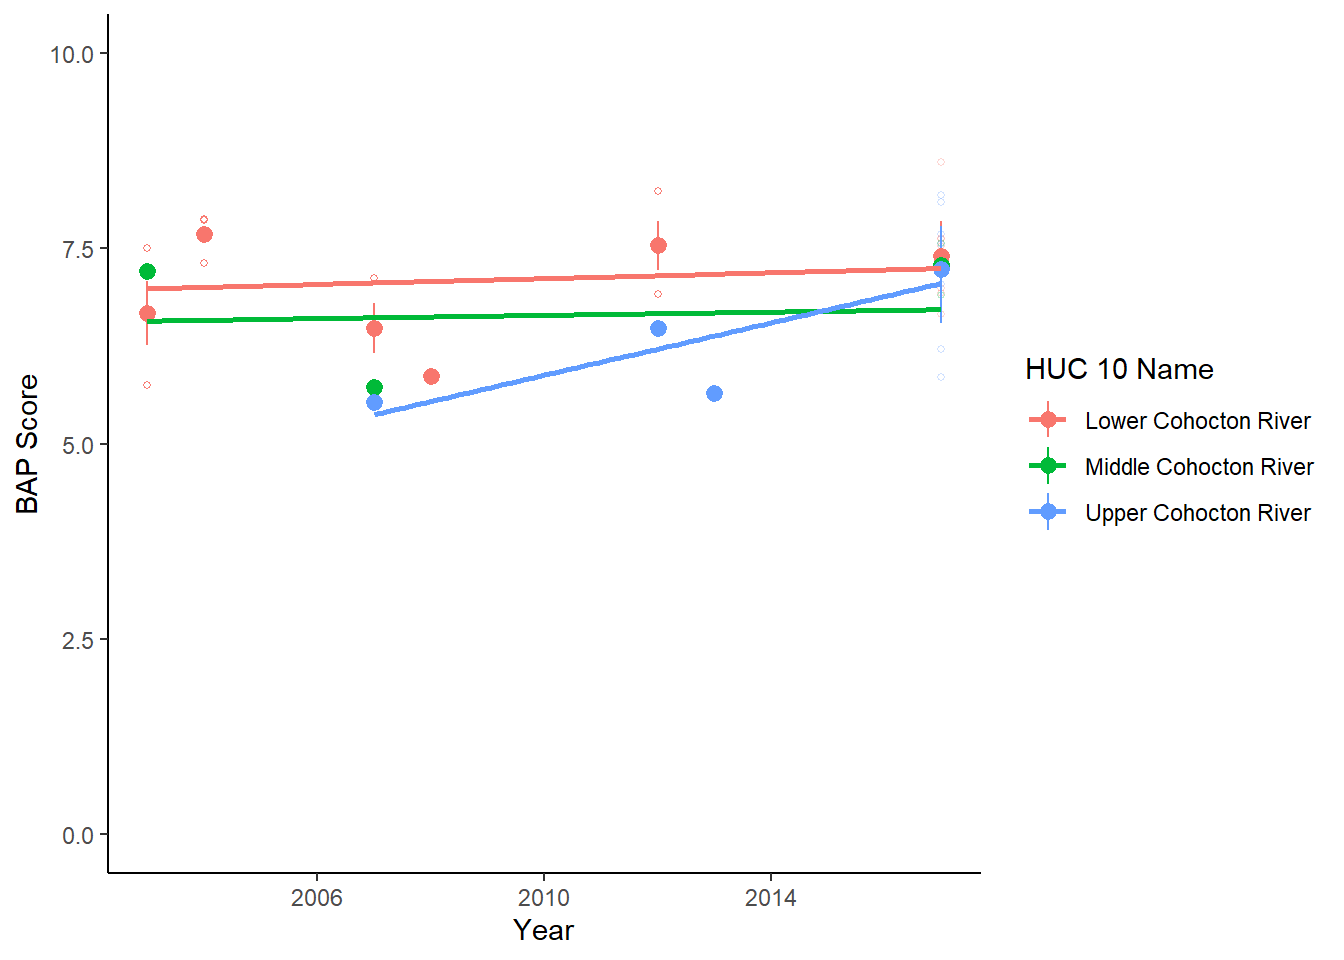 10.0
7.5
5.0
2.5
0.0
BAP Score
2006
2010
2014
Year
HUC 10 Name
Lower Cohocton River
Middle Cohocton River
Upper Cohocton River